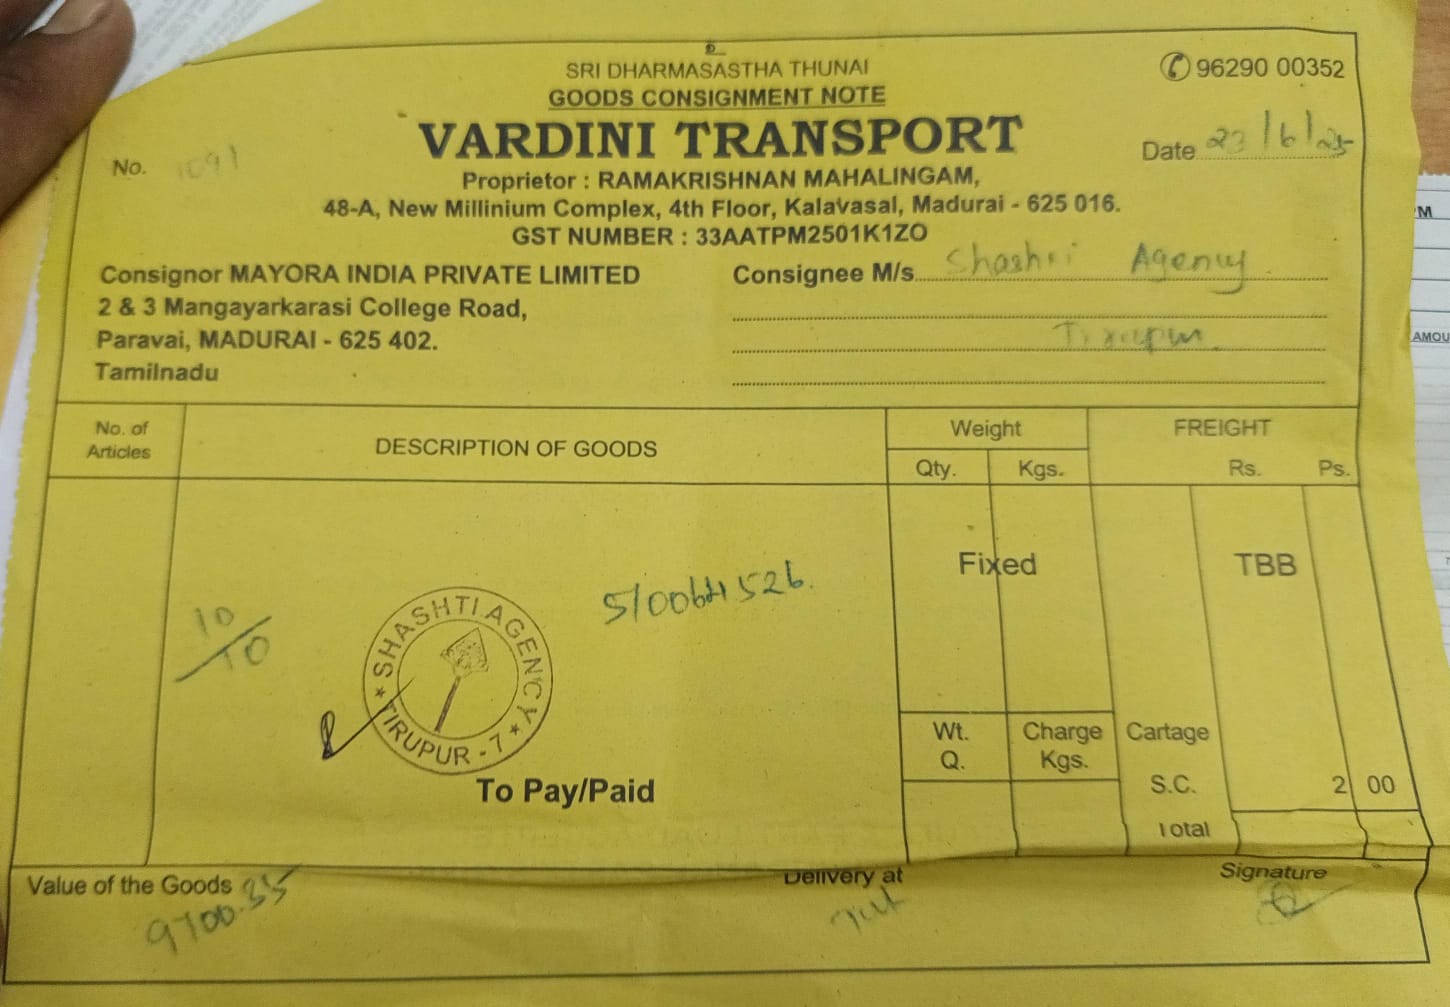 SRI DHARMASASTHA THUNAI
96290 00352
GOODS CONSIGNMENT NOTE
VARDINI TRANSPORT
No. 1091
Date 23/6/25
Proprietor : RAMAKRISHNAN MAHALINGAM,
48-A, New Millinium Complex, 4th Floor, Kalavasal, Madurai - 625 016.
GST NUMBER : 33AATPM2501K1ZO
Consignor MAYORA INDIA PRIVATE LIMITED
2 & 3 Mangayarkarasi College Road,
Paravai, MADURAI - 625 402.
Tamilnadu
Consignee M/s. Shashti Agency
Tirupur.
No. of Articles
DESCRIPTION OF GOODS
Weight
Qty. Kgs.
FREIGHT
Rs. Ps.
10/10
SHASHTI AGENCY
TIRUPUR - 7
Fixed
TBB
To Pay/Paid
Wt. Q.
Charge Kgs.
Cartage
S.C. 2 00
Total
Value of the Goods
9700.35
Delivery at
Signature
AMOU